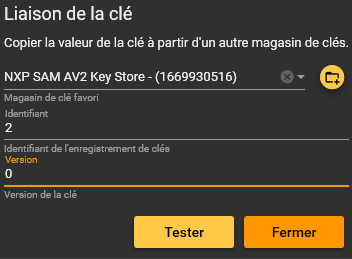 Liaison de la clé
Copier la valeur de la clé à partir d'un autre magasin de clés.
NXP SAM AV2 Key Store - (1669930516)
Magasin de clé favori
Identifiant
2
Identifiant de l'enregistrement de clés
Version
0
Version de la clé
Tester Fermer